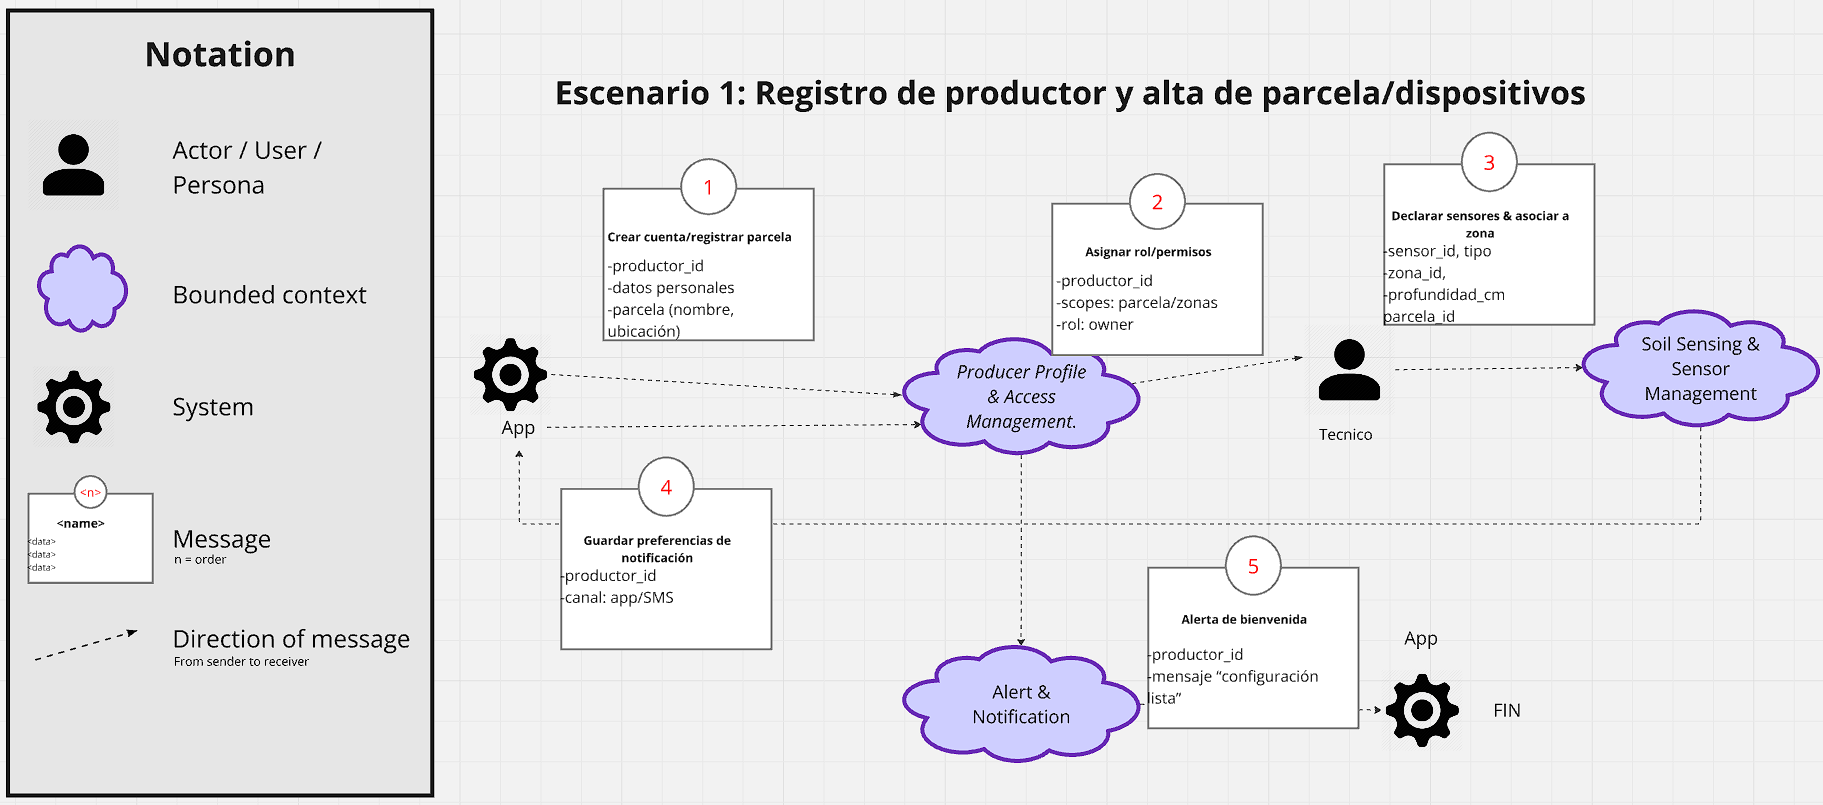 Notation
Actor / User /
Persona
Bounded context
System
<n>
<name>
<data>
<data>
<data>
Message
n = order
Direction of message
From sender to receiver
Escenario 1: Registro de productor y alta de parcela/dispositivos
1
Crear cuenta/registrar parcela
-productor_id
-datos personales
-parcela (nombre,
ubicación)
2
Asignar rol/permisos
-productor_id
-scopes: parcela/zonas
-rol: owner
3
Declarar sensores & asociar a
zona
-sensor_id, tipo
-zona_id,
-profundidad_cm
parcela_id
App
Producer Profile
& Access
Management.
Tecnico
Soil Sensing &
Sensor
Management
4
Guardar preferencias de
notificación
-productor_id
-canal: app/SMS
5
Alerta de bienvenida
-productor_id
-mensaje “configuración
lista”
Alert &
Notification
App
FIN